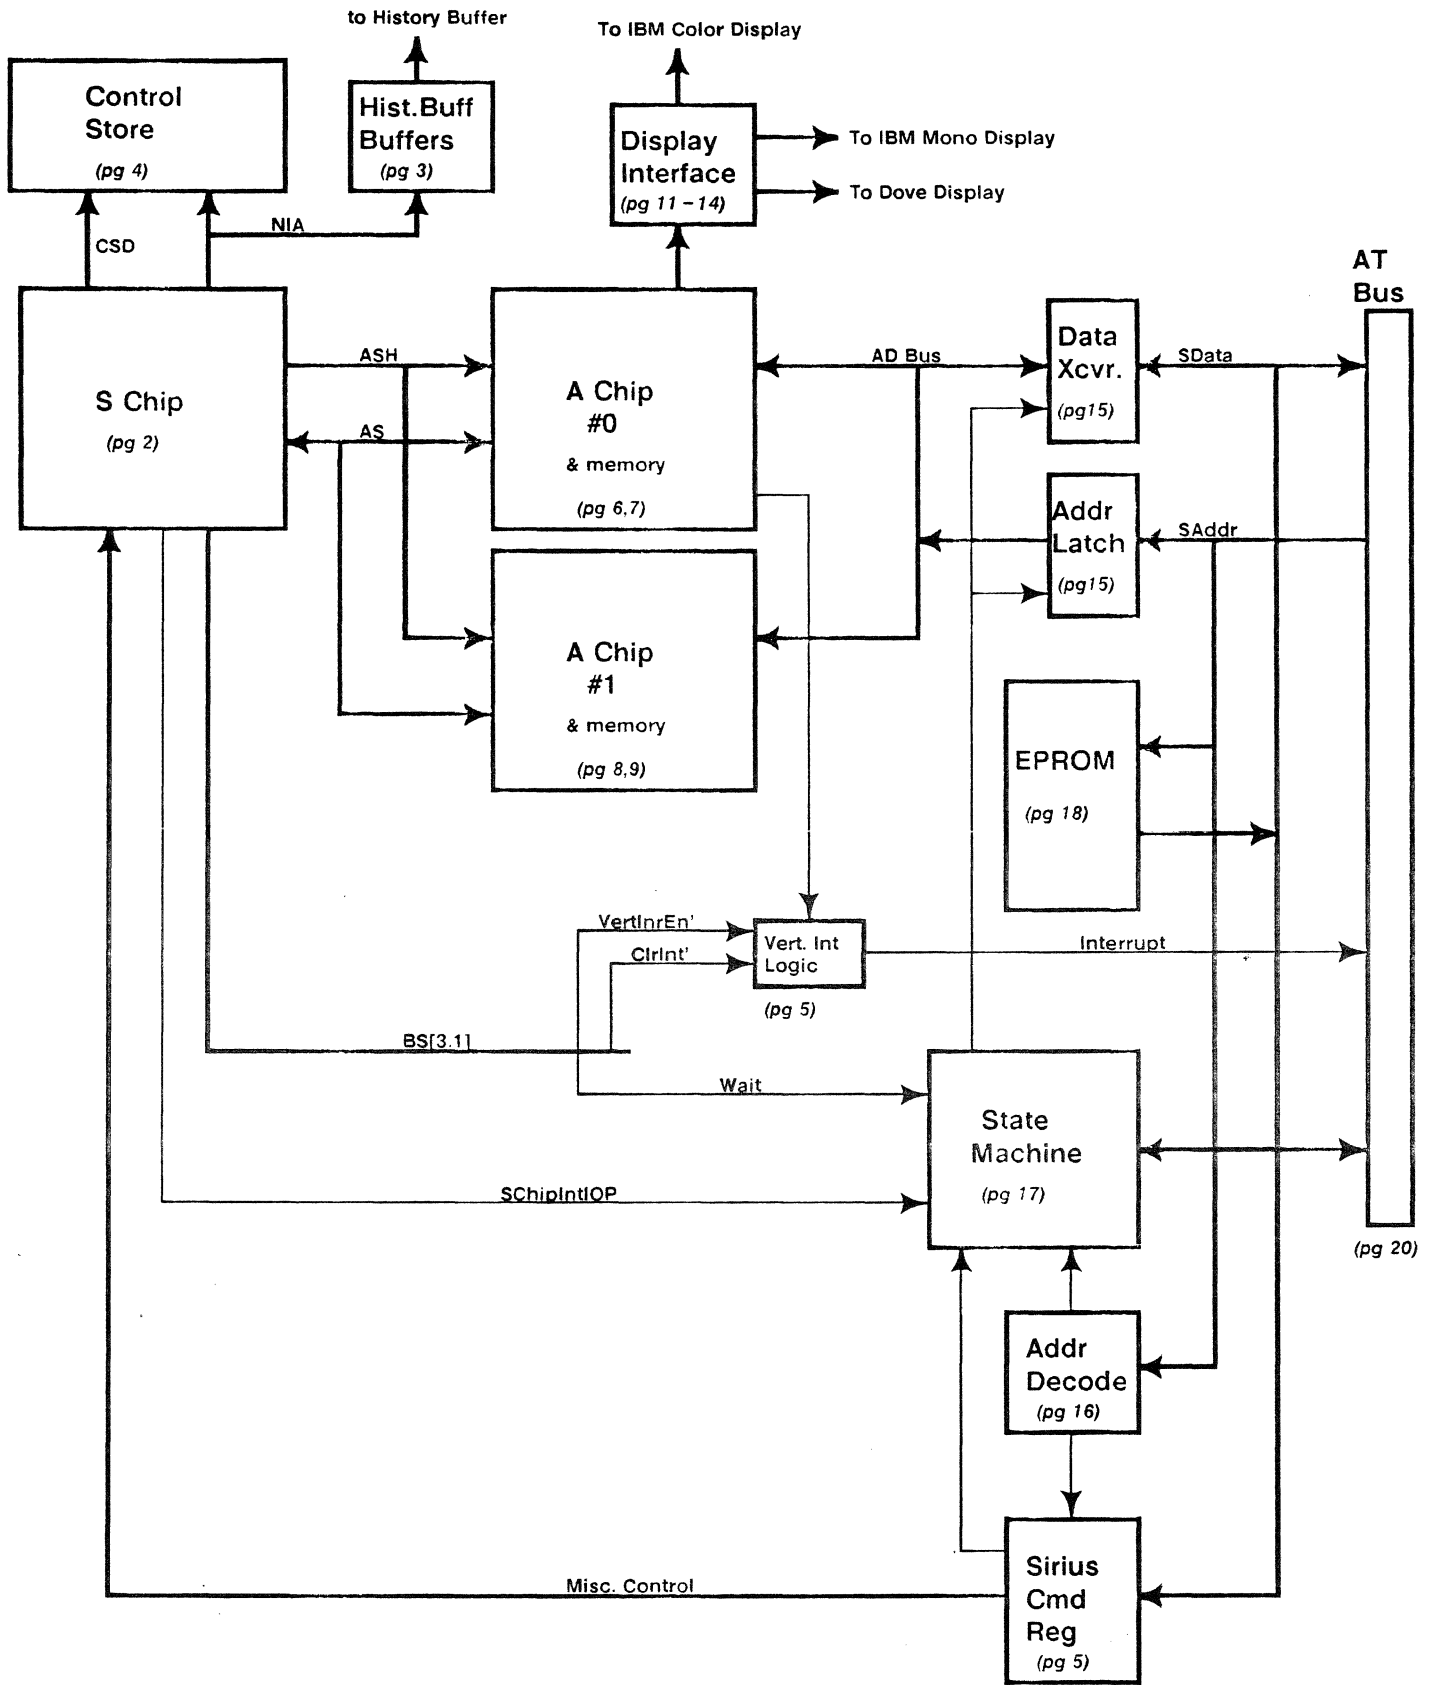 to History Buffer
To IBM Color Display
Control
Store
(pg 4)
Hist.Buff
Buffers
(pg 3)
Display
Interface
(pg 11-14)
To IBM Mono Display
To Dove Display
CSD
NIA
AT
Bus
S Chip
(pg 2)
ASH
AS
A Chip
#0
& memory
(pg 6,7)
AD Bus
Data
Xcvr.
(pg15)
SData
Addr
Latch
(pg15)
SAddr
A Chip
#1
& memory
(pg 8,9)
EPROM
(pg 18)
VertInrEn'
ClrInt'
Vert. Int
Logic
(pg 5)
Interrupt
BS[3.1]
Wait
State
Machine
(pg 17)
SChipIntIOP
(pg 20)
Addr
Decode
(pg 16)
Misc. Control
Sirius
Cmd
Reg
(pg 5)